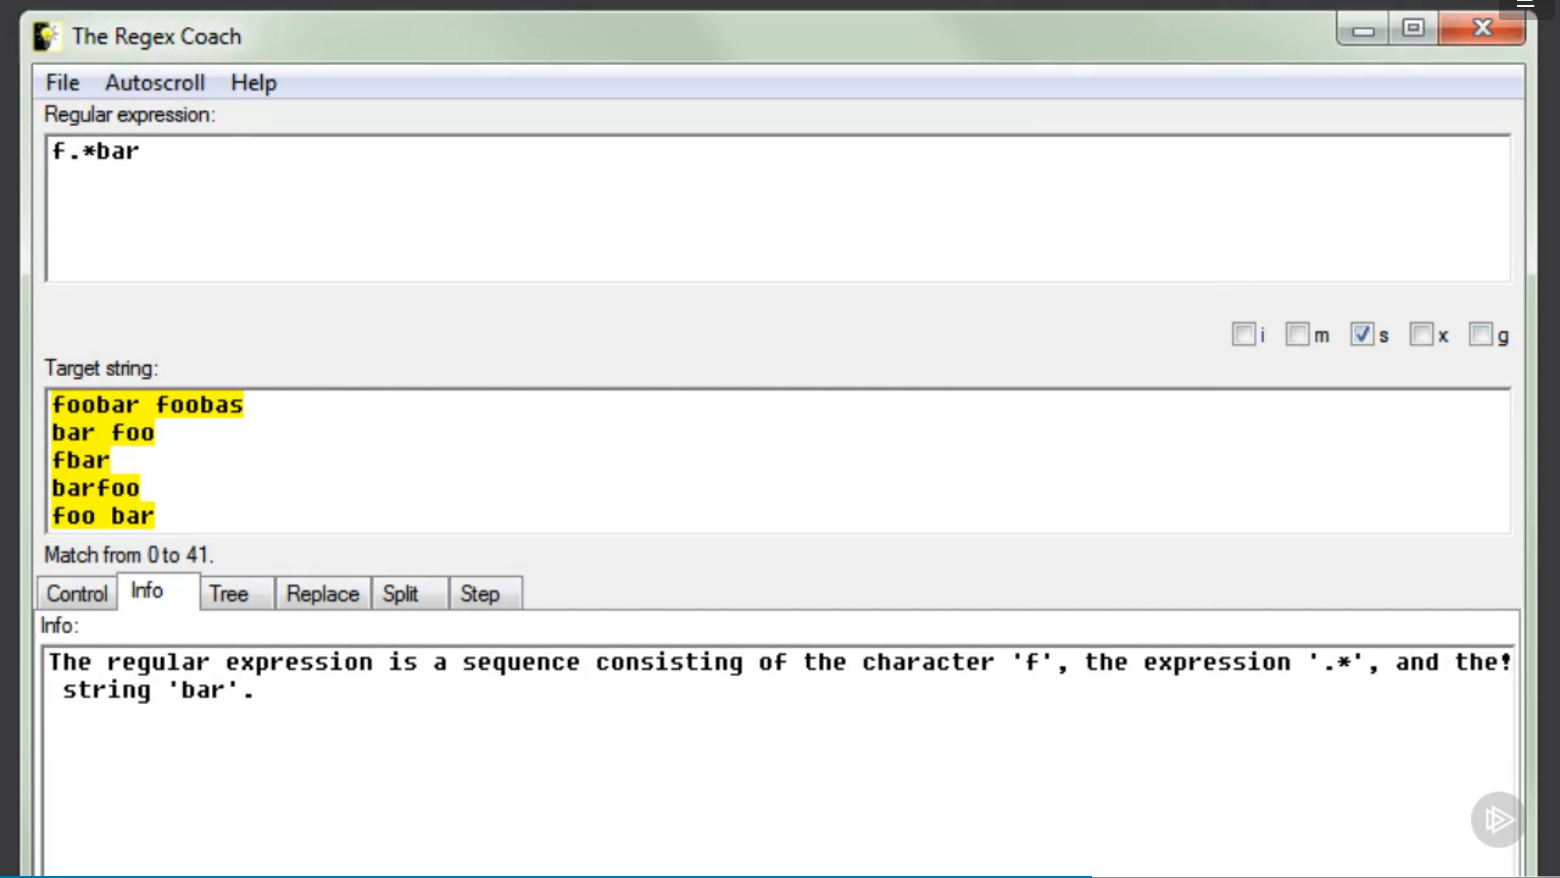 The Regex Coach
File Autoscroll Help
Regular expression:
f.*bar
i m s x g
Target string:
foobar foobas
bar foo
fbar
barfoo
foo bar
Match from 0 to 41.
Control Info Tree Replace Split Step
Info:
The regular expression is a sequence consisting of the character 'f', the expression '.*', and the!
string 'bar'.